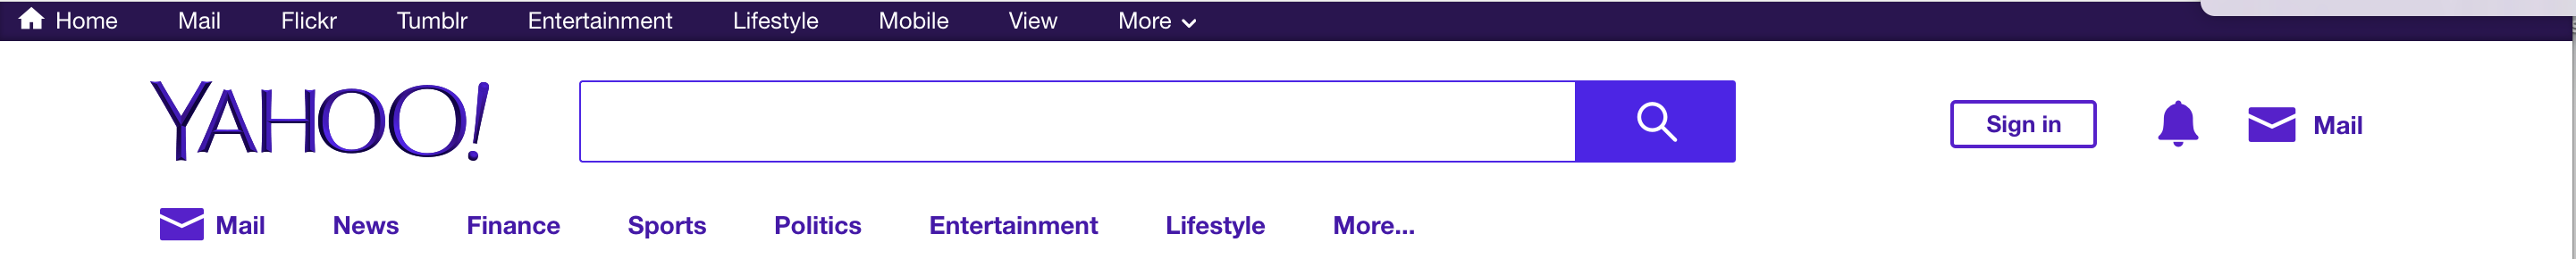 Home Mail Flickr Tumblr Entertainment Lifestyle Mobile View More
YAHOO!
Sign in Mail
Mail News Finance Sports Politics Entertainment Lifestyle More...